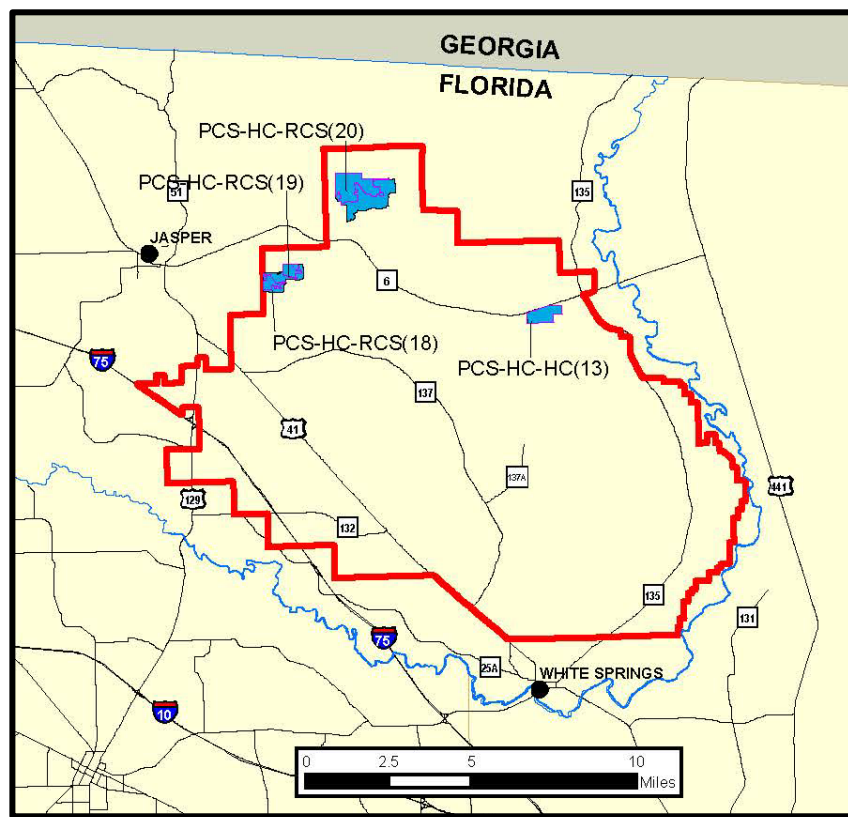 GEORGIA
FLORIDA
PCS-HC-RCS(20)
PCS-HC-RCS(19)
51
135
JASPER
6
PCS-HC-RCS(18)
75
PCS-HC-HC(13)
137
41
137A
441
129
132
135
131
75
25A
WHITE SPRINGS
10
0 2.5 5 10
Miles